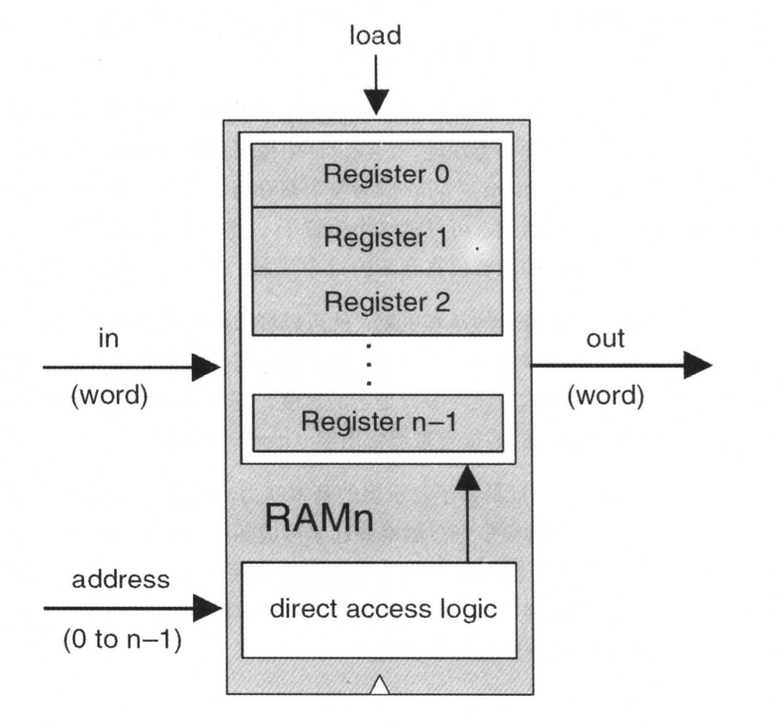 load
Register 0
Register 1
Register 2
in
(word)
out
(word)
Register n–1
RAMn
address
(0 to n–1)
direct access logic